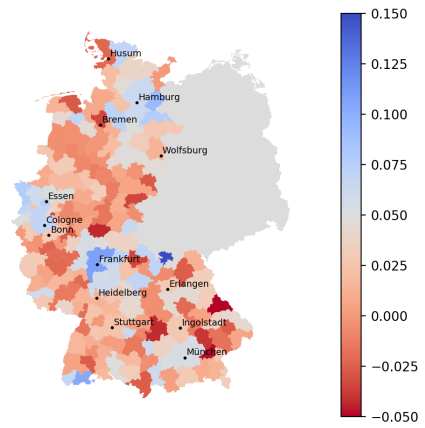 Husum
Hamburg
Bremen
Wolfsburg
Essen
Cologne
Bonn
Frankfurt
Erlangen
Heidelberg
Stuttgart
Ingolstadt
München
0.150
0.125
0.100
0.075
0.050
0.025
0.000
−0.025
−0.050